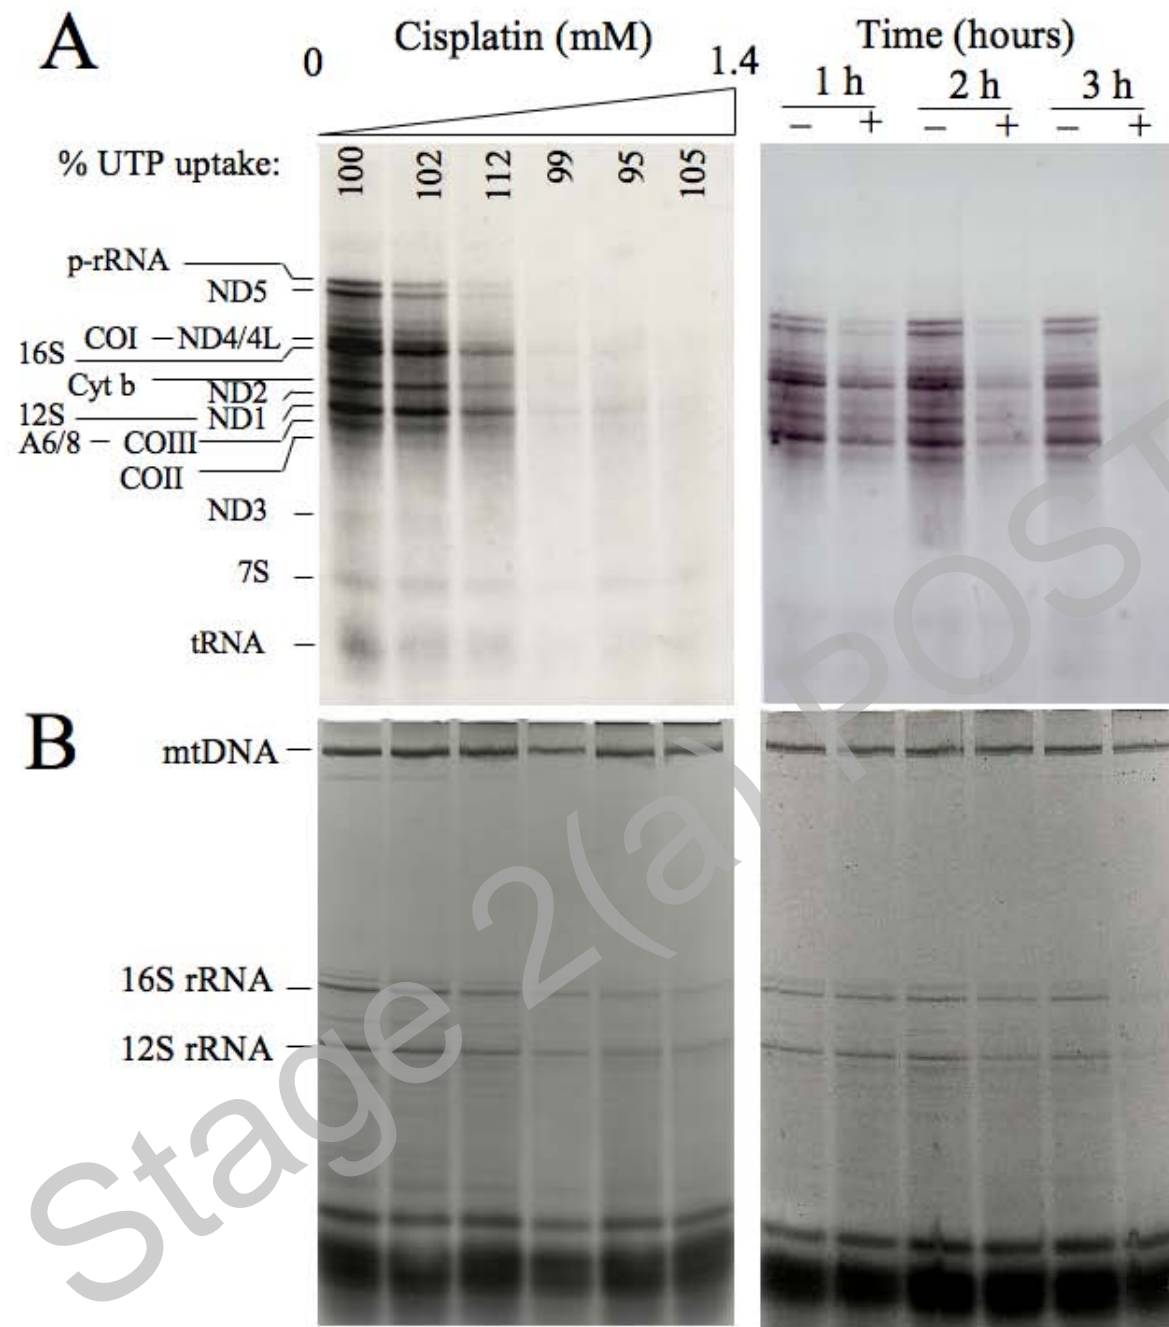 A
Cisplatin (mM)
0
1.4
Time (hours)
1 h 2 h 3 h
– + – + – +
% UTP uptake:
100 102 112 99 95 105
p-rRNA
ND5
COI – ND4/4L
16S
Cyt b
ND2
12S
ND1
A6/8 – COIII
COII
ND3
7S
tRNA
B
mtDNA
16S rRNA
12S rRNA
Stage 2(a) POST